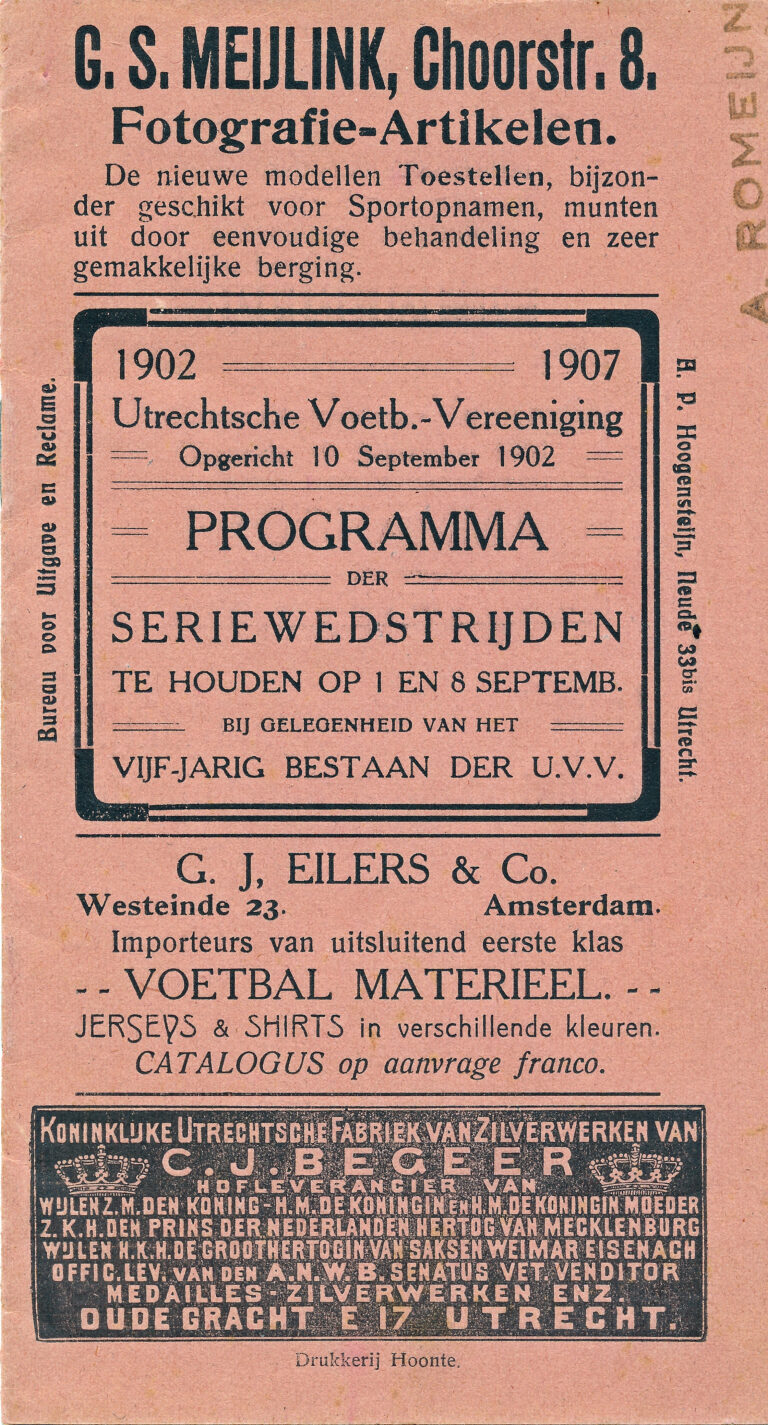 G. S. MEIJLINK, Choorstr. 8.
Fotografie-Artikelen.
De nieuwe modellen Toestellen, bijzon-
der geschikt voor Sportopnamen, munten
uit door eenvoudige behandeling en zeer
gemakkelijke berging.
A. ROMEIJN
Bureau voor Uitgave en Reclame.
1902 1907
Utrechtsche Voetb.-Vereeniging
Opgericht 10 September 1902
PROGRAMMA
DER
SERIEWEDSTRIJDEN
TE HOUDEN OP 1 EN 8 SEPTEMB.
BIJ GELEGENHEID VAN HET
VIJF-JARIG BESTAAN DER U.V.V.
H. P. Hoogensteijn, Neude 33bis Utrecht.
G. J, EILERS & Co.
Westeinde 23. Amsterdam.
Importeurs van uitsluitend eerste klas
-- VOETBAL MATERIEEL. --
JERSEYS & SHIRTS in verschillende kleuren.
CATALOGUS op aanvrage franco.
KONINKLIJKE UTRECHTSCHE FABRIEK VAN ZILVERWERKEN VAN
C. J. BEGEER
HOFLEVERANCIER VAN
WIJLEN Z. M. DEN KONING - H. M. DE KONINGIN EN H. M. DE KONINGIN MOEDER
Z. K. H. DEN PRINS DER NEDERLANDEN HERTOG VAN MECKLENBURG
WIJLEN H. K. H. DE GROOTHERTOGIN VAN SAKSEN WEIMAR EISENACH
OFFIC. LEV. VAN DEN A. N. W. B. SENATUS VET. VENDITOR
MEDAILLES - ZILVERWERKEN ENZ.
OUDE GRACHT E 17 UTRECHT.
Drukkerij Hoonte.